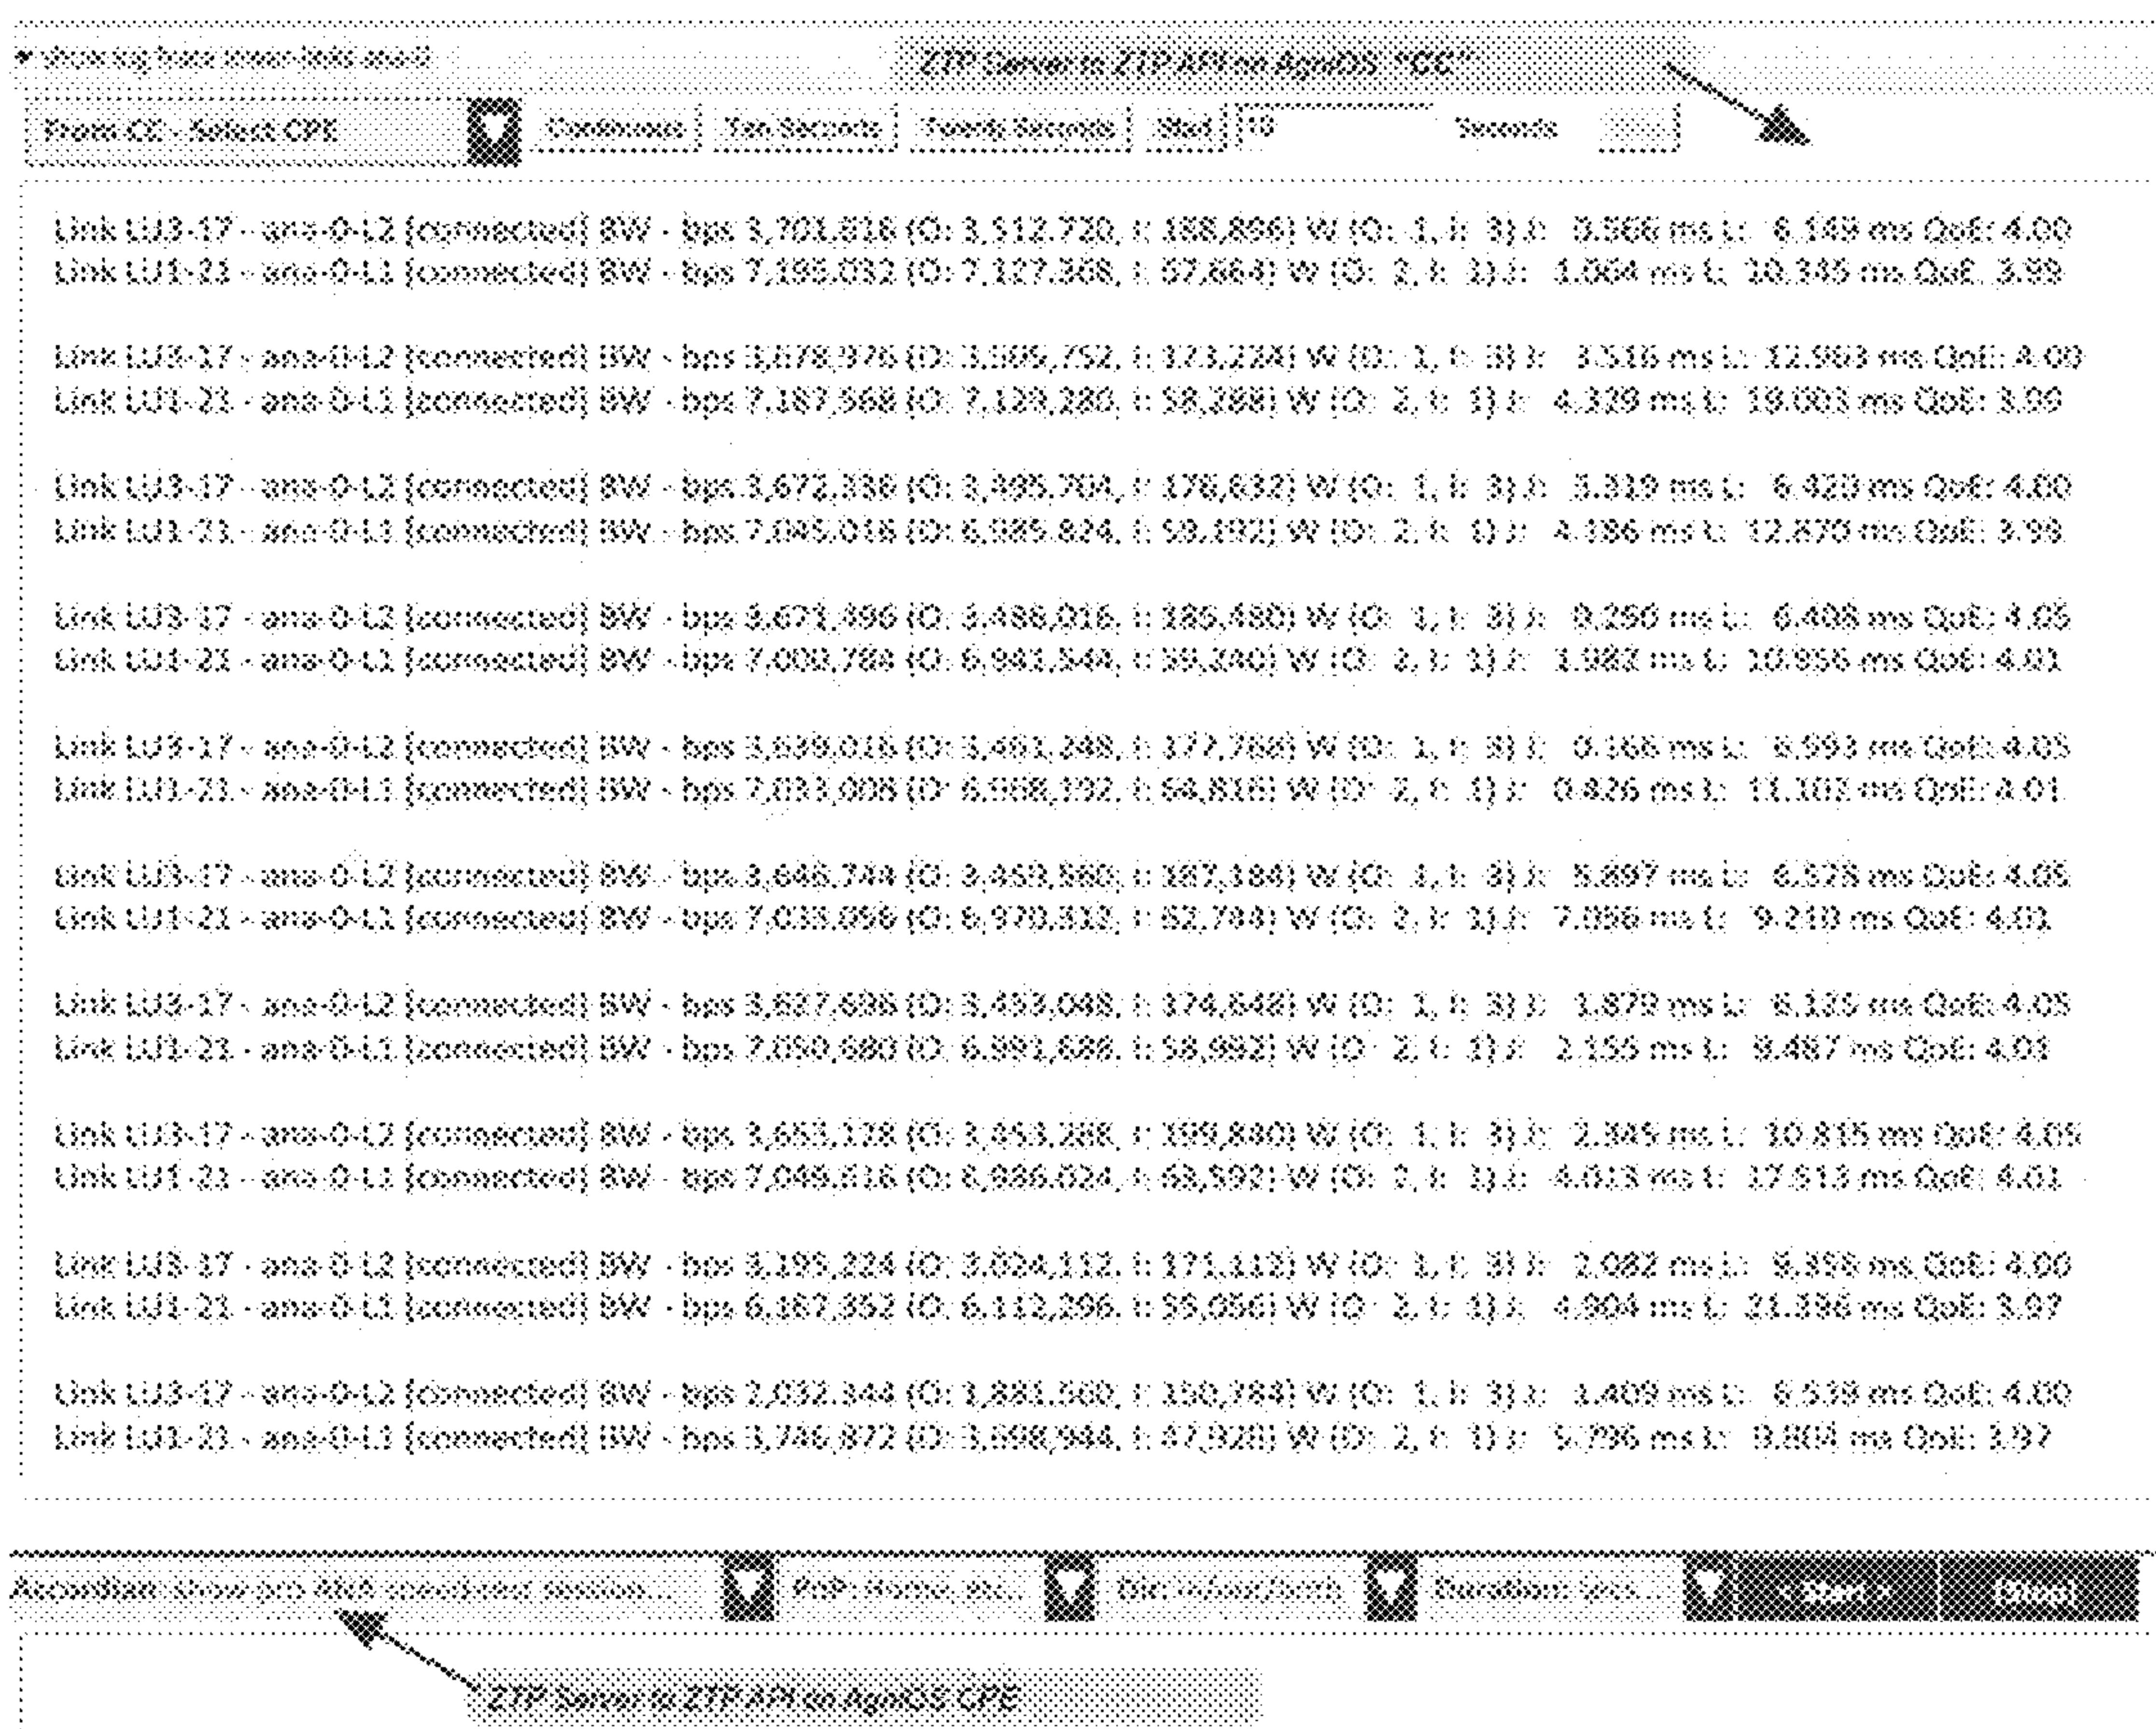 ZTP Server to ZTP API on AgnaOS "CC"
From CC - Select CPE Continuous Ten Seconds Twenty Seconds Start 10 Seconds
Link LU3-17 - ana-0-L2 [connected] BW - bps 3,701,616 (O: 3,512,720, I: 188,896) W (O: 1, I: 3) J: 0.566 ms L: 6.149 ms QoE: 4.00
Link LU1-21 - ana-0-L1 [connected] BW - bps 7,195,032 (O: 7,127,368, I: 67,664) W (O: 2, I: 1) J: 1.064 ms L: 10.345 ms QoE: 3.99
Link LU3-17 - ana-0-L2 [connected] BW - bps 3,678,976 (O: 3,505,752, I: 173,224) W (O: 1, I: 3) J: 3.516 ms L: 12.963 ms QoE: 4.00
Link LU1-21 - ana-0-L1 [connected] BW - bps 7,187,568 (O: 7,129,280, I: 58,288) W (O: 2, I: 1) J: 4.329 ms L: 19.003 ms QoE: 3.99
Link LU3-17 - ana-0-L2 [connected] BW - bps 3,672,336 (O: 3,495,704, I: 176,632) W (O: 1, I: 3) J: 3.319 ms L: 6.420 ms QoE: 4.00
Link LU1-21 - ana-0-L1 [connected] BW - bps 7,045,016 (O: 6,985,824, I: 59,192) W (O: 2, I: 1) J: 4.186 ms L: 12.870 ms QoE: 3.99
Link LU3-17 - ana-0-L2 [connected] BW - bps 3,671,496 (O: 3,486,016, I: 185,480) W (O: 1, I: 3) J: 0.290 ms L: 6.408 ms QoE: 4.05
Link LU1-21 - ana-0-L1 [connected] BW - bps 7,000,784 (O: 6,941,544, I: 59,240) W (O: 2, I: 1) J: 1.982 ms L: 10.956 ms QoE: 4.01
Link LU3-17 - ana-0-L2 [connected] BW - bps 3,639,016 (O: 3,461,248, I: 177,768) W (O: 1, I: 3) J: 0.166 ms L: 6.593 ms QoE: 4.05
Link LU1-21 - ana-0-L1 [connected] BW - bps 7,033,008 (O: 6,968,192, I: 64,816) W (O: 2, I: 1) J: 0.426 ms L: 11.102 ms QoE: 4.01
Link LU3-17 - ana-0-L2 [connected] BW - bps 3,646,744 (O: 3,459,560, I: 187,184) W (O: 1, I: 3) J: 5.897 ms L: 6.528 ms QoE: 4.05
Link LU1-21 - ana-0-L1 [connected] BW - bps 7,033,056 (O: 6,970,312, I: 62,744) W (O: 2, I: 1) J: 7.056 ms L: 9.210 ms QoE: 4.01
Link LU3-17 - ana-0-L2 [connected] BW - bps 3,627,696 (O: 3,453,048, I: 174,648) W (O: 1, I: 3) J: 1.879 ms L: 6.125 ms QoE: 4.05
Link LU1-21 - ana-0-L1 [connected] BW - bps 7,050,680 (O: 6,991,688, I: 58,992) W (O: 2, I: 1) J: 2.155 ms L: 9.487 ms QoE: 4.01
Link LU3-17 - ana-0-L2 [connected] BW - bps 3,653,128 (O: 3,453,288, I: 199,840) W (O: 1, I: 3) J: 2.345 ms L: 10.815 ms QoE: 4.05
Link LU1-21 - ana-0-L1 [connected] BW - bps 7,049,616 (O: 6,986,024, I: 63,592) W (O: 2, I: 1) J: 4.013 ms L: 17.513 ms QoE: 4.01
Link LU3-17 - ana-0-L2 [connected] BW - bps 3,195,224 (O: 3,024,112, I: 171,112) W (O: 1, I: 3) J: 2.082 ms L: ms QoE: 4.00
Link LU1-21 - ana-0-L1 [connected] BW - bps 6,167,352 (O: 6,112,296, I: 55,056) W (O: 2, I: 1) J: 4.904 ms L: 21.386 ms QoE: 3.97
Link LU3-17 - ana-0-L2 [connected] BW - bps 2,032,344 (O: 1,881,560, I: 150,784) W (O: 1, I: 3) J: 1.409 ms L: 6.539 ms QoE: 4.00
Link LU1-21 - ana-0-L1 [connected] BW - bps 3,746,872 (O: 3,698,944, I: 47,928) W (O: 2, I: 1) J: 5.796 ms L: 9.804 ms QoE: 3.97
show session... Duration: < Start >
ZTP Server to ZTP API on AgnaOS CPE